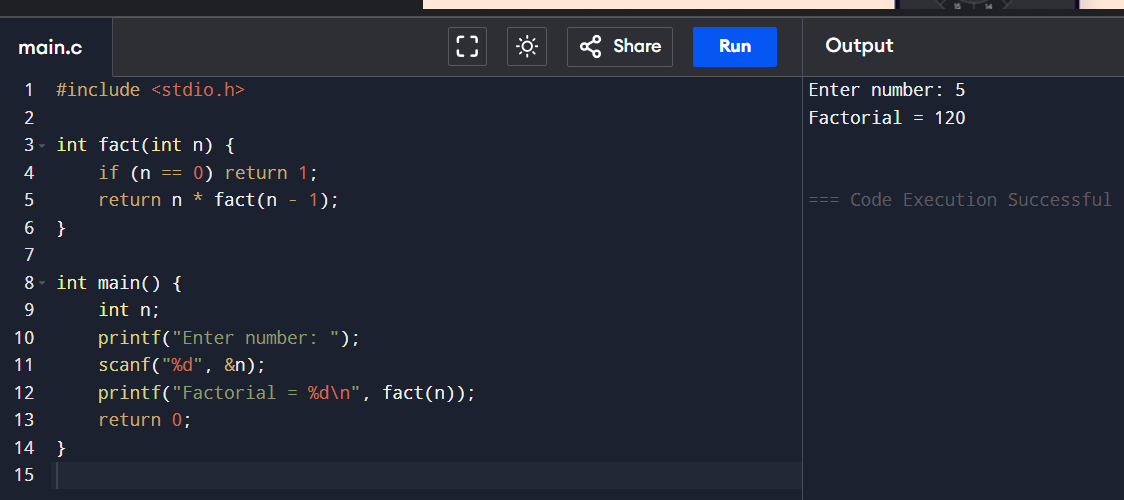 main.c
Share
Run
Output
1 #include <stdio.h>
2
3 int fact(int n) {
4     if (n == 0) return 1;
5     return n * fact(n - 1);
6 }
7
8 int main() {
9     int n;
10     printf("Enter number: ");
11     scanf("%d", &n);
12     printf("Factorial = %d\n", fact(n));
13     return 0;
14 }
15
Enter number: 5
Factorial = 120
=== Code Execution Successful